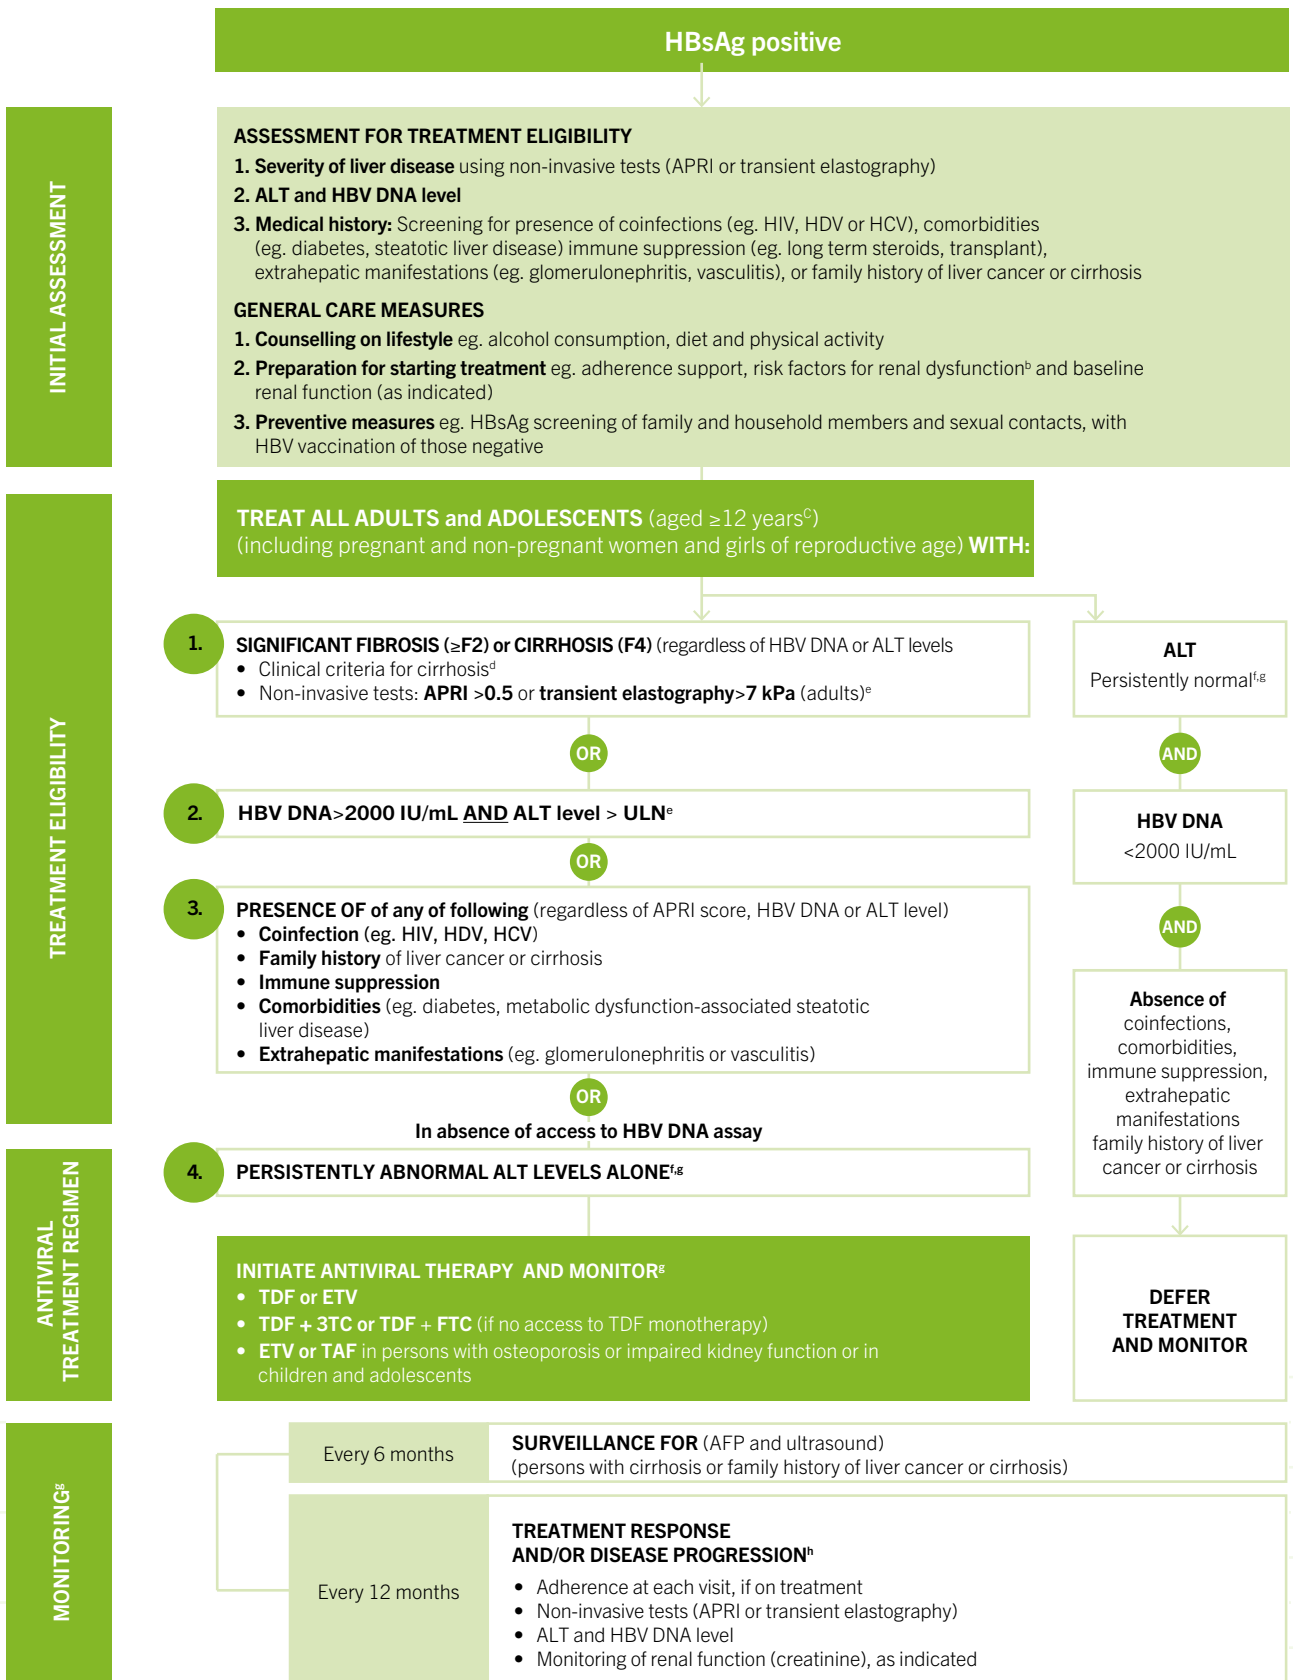 HBsAg positive
INITIAL ASSESSMENT
ASSESSMENT FOR TREATMENT ELIGIBILITY
1. Severity of liver disease using non-invasive tests (APRI or transient elastography)
2. ALT and HBV DNA level
3. Medical history: Screening for presence of coinfections (eg. HIV, HDV or HCV), comorbidities
(eg. diabetes, steatotic liver disease) immune suppression (eg. long term steroids, transplant),
extrahepatic manifestations (eg. glomerulonephritis, vasculitis), or family history of liver cancer or cirrhosis
GENERAL CARE MEASURES
1. Counselling on lifestyle eg. alcohol consumption, diet and physical activity
2. Preparation for starting treatment eg. adherence support, risk factors for renal dysfunctionᵇ and baseline
renal function (as indicated)
3. Preventive measures eg. HBsAg screening of family and household members and sexual contacts, with
HBV vaccination of those negative
TREATMENT ELIGIBILITY
TREAT ALL ADULTS and ADOLESCENTS (aged ≥12 yearsᶜ)
(including pregnant and non-pregnant women and girls of reproductive age) WITH:
1.
SIGNIFICANT FIBROSIS (≥F2) or CIRRHOSIS (F4) (regardless of HBV DNA or ALT levels
• Clinical criteria for cirrhosisᵈ
• Non-invasive tests: APRI >0.5 or transient elastography>7 kPa (adults)ᵉ
OR
2.
HBV DNA>2000 IU/mL AND ALT level > ULNᵉ
OR
3.
PRESENCE OF of any of following (regardless of APRI score, HBV DNA or ALT level)
• Coinfection (eg. HIV, HDV, HCV)
• Family history of liver cancer or cirrhosis
• Immune suppression
• Comorbidities (eg. diabetes, metabolic dysfunction-associated steatotic
liver disease)
• Extrahepatic manifestations (eg. glomerulonephritis or vasculitis)
OR
In absence of access to HBV DNA assay
4.
PERSISTENTLY ABNORMAL ALT LEVELS ALONEᶠ,ᵍ
ALT
Persistently normalᶠ,ᵍ
AND
HBV DNA
<2000 IU/mL
AND
Absence of
coinfections,
comorbidities,
immune suppression,
extrahepatic
manifestations
family history of liver
cancer or cirrhosis
ANTIVIRAL
TREATMENT REGIMEN
INITIATE ANTIVIRAL THERAPY AND MONITORᵍ
• TDF or ETV
• TDF + 3TC or TDF + FTC (if no access to TDF monotherapy)
• ETV or TAF in persons with osteoporosis or impaired kidney function or in
children and adolescents
DEFER
TREATMENT
AND MONITOR
MONITORINGᵍ
Every 6 months
SURVEILLANCE FOR (AFP and ultrasound)
(persons with cirrhosis or family history of liver cancer or cirrhosis)
Every 12 months
TREATMENT RESPONSE
AND/OR DISEASE PROGRESSIONʰ
• Adherence at each visit, if on treatment
• Non-invasive tests (APRI or transient elastography)
• ALT and HBV DNA level
• Monitoring of renal function (creatinine), as indicated